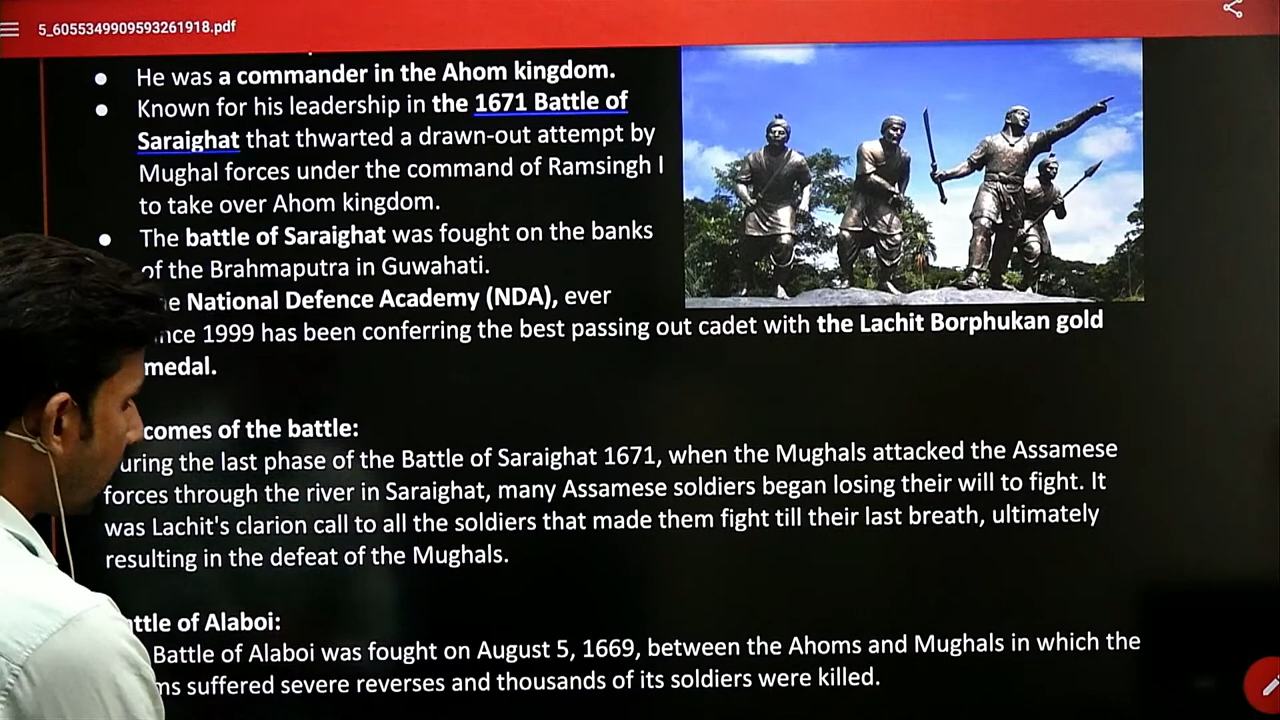 5_6055349909593261918.pdf
● He was a commander in the Ahom kingdom.
● Known for his leadership in the 1671 Battle of
Saraighat that thwarted a drawn-out attempt by
Mughal forces under the command of Ramsingh I
to take over Ahom kingdom.
● The battle of Saraighat was fought on the banks
of the Brahmaputra in Guwahati.
National Defence Academy (NDA), ever
1999 has been conferring the best passing out cadet with the Lachit Borphukan gold
medal.
comes of the battle:
uring the last phase of the Battle of Saraighat 1671, when the Mughals attacked the Assamese
forces through the river in Saraighat, many Assamese soldiers began losing their will to fight. It
was Lachit's clarion call to all the soldiers that made them fight till their last breath, ultimately
resulting in the defeat of the Mughals.
ttle of Alaboi:
Battle of Alaboi was fought on August 5, 1669, between the Ahoms and Mughals in which the
ms suffered severe reverses and thousands of its soldiers were killed.